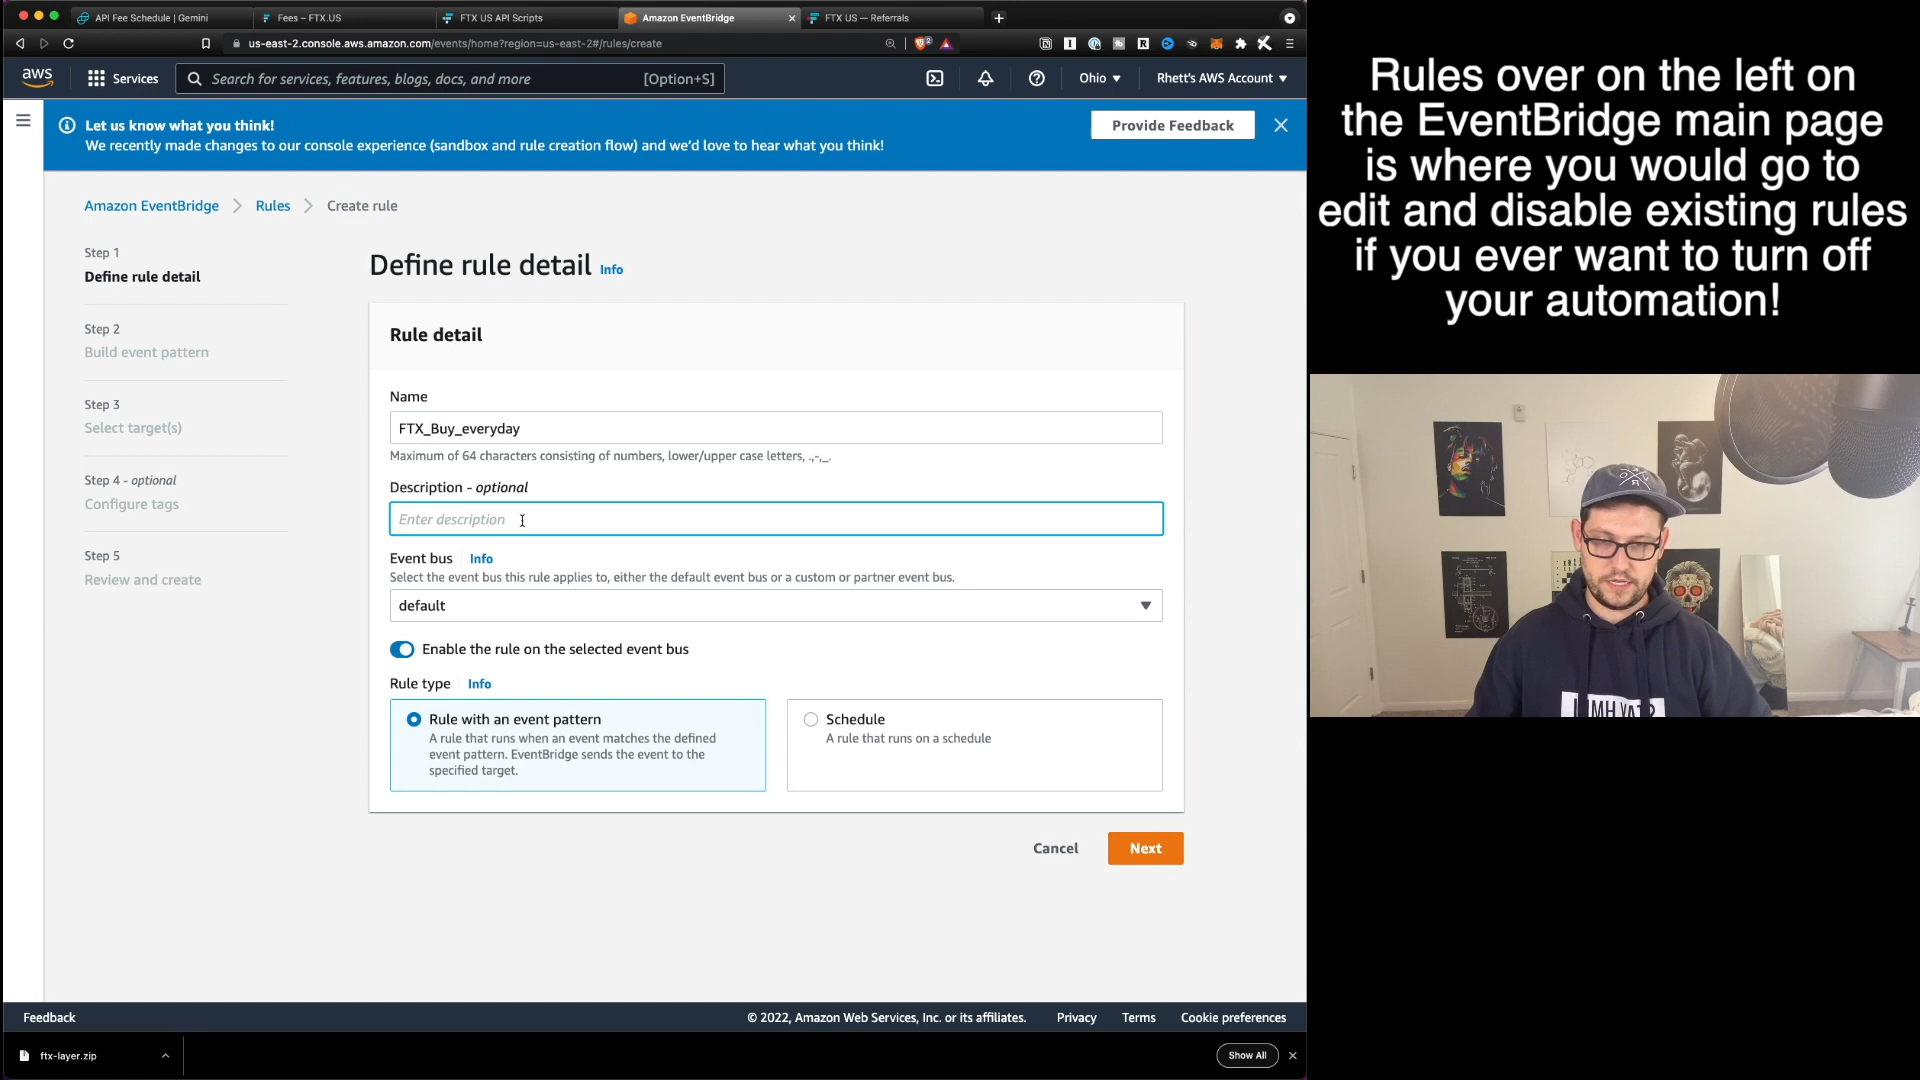 API Fee Schedule | Gemini
Fees – FTX.US
FTX US API Scripts
Amazon EventBridge
FTX US — Referrals
us-east-2.console.aws.amazon.com/events/home?region=us-east-2#/rules/create
aws
Services
Search for services, features, blogs, docs, and more
[Option+S]
Ohio
Rhett's AWS Account
Let us know what you think!
We recently made changes to our console experience (sandbox and rule creation flow) and we'd love to hear what you think!
Provide Feedback
Amazon EventBridge
Rules
Create rule
Step 1
Define rule detail
Step 2
Build event pattern
Step 3
Select target(s)
Step 4 - optional
Configure tags
Step 5
Review and create
Define rule detail Info
Rule detail
Name
FTX_Buy_everyday
Maximum of 64 characters consisting of numbers, lower/upper case letters, .,-,_.
Description - optional
Enter description
Event bus Info
Select the event bus this rule applies to, either the default event bus or a custom or partner event bus.
default
Enable the rule on the selected event bus
Rule type Info
Rule with an event pattern
A rule that runs when an event matches the defined
event pattern. EventBridge sends the event to the
specified target.
Schedule
A rule that runs on a schedule
Cancel
Next
Feedback
© 2022, Amazon Web Services, Inc. or its affiliates.
Privacy
Terms
Cookie preferences
ftx-layer.zip
Show All
Rules over on the left on
the EventBridge main page
is where you would go to
edit and disable existing rules
if you ever want to turn off
your automation!